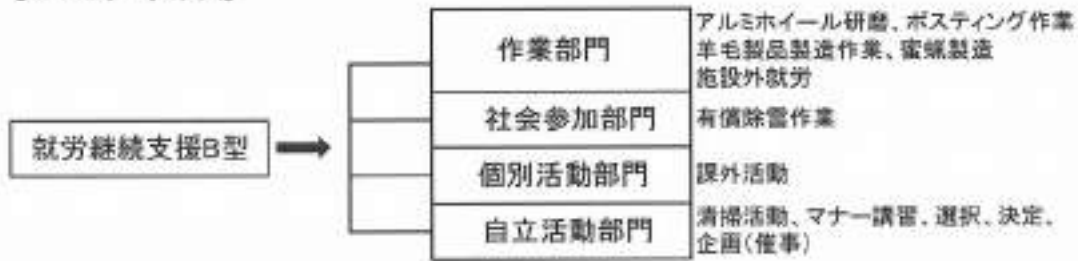 就労継続支援B型
作業部門
アルミホイール研磨、ポスティング作業
羊毛製品製造作業、蜜蝋製造
施設外就労
社会参加部門
有償除雪作業
個別活動部門
課外活動
自立活動部門
清掃活動、マナー講習、選択、決定、
企画(催事)